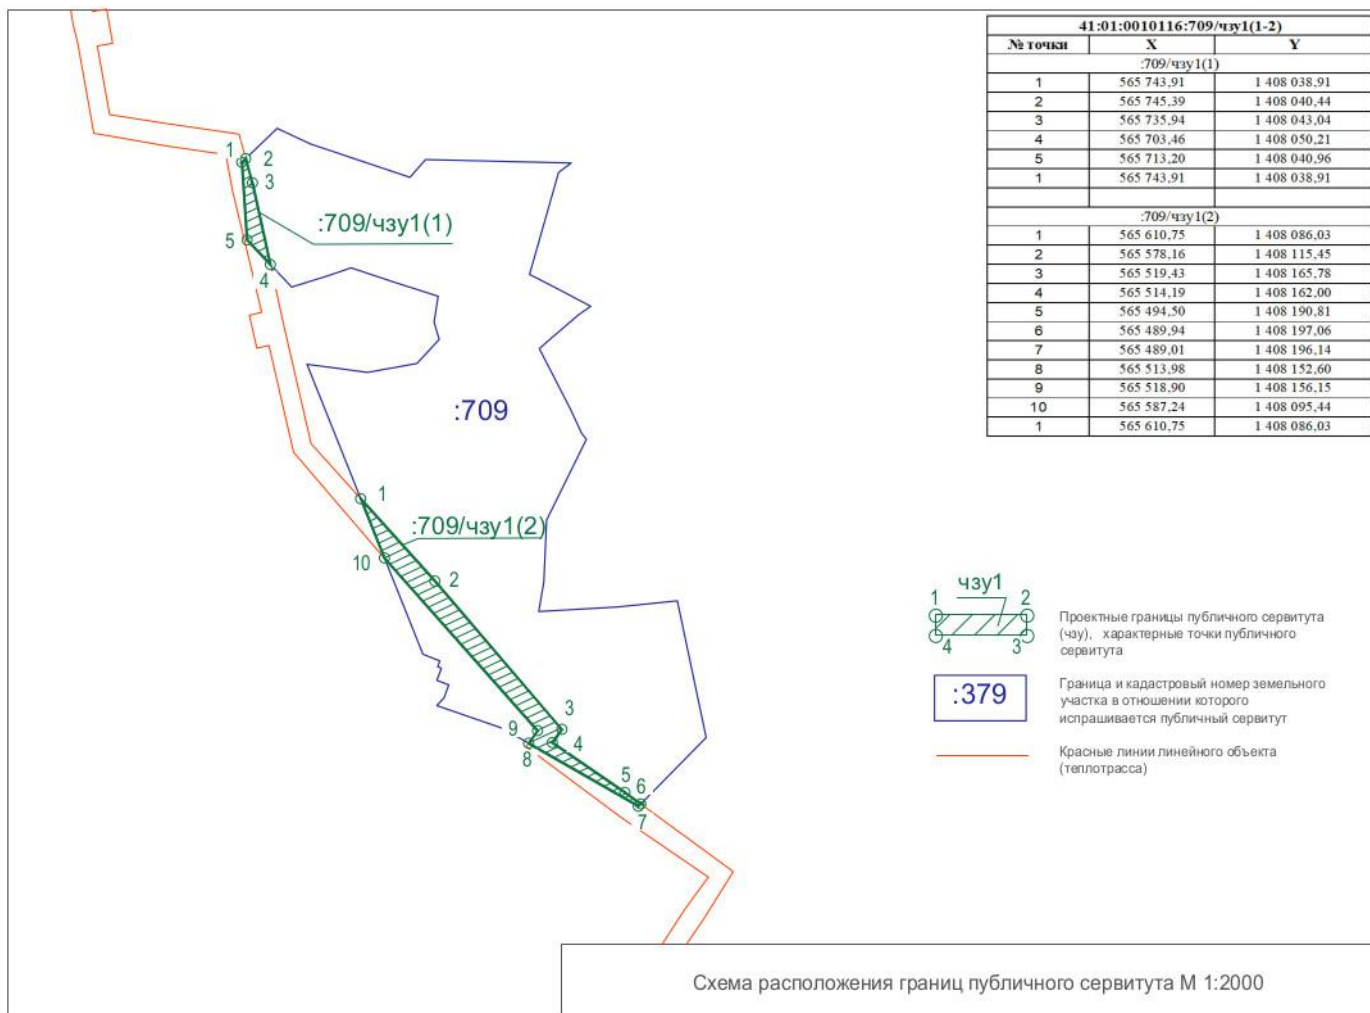 41:01:0010116:709/чзу1(1-2)
№ точки X Y
:709/чзу1(1)
1 565 743,91 1 408 038,91
2 565 745,39 1 408 040,44
3 565 735,94 1 408 043,04
4 565 703,46 1 408 050,21
5 565 713,20 1 408 040,96
1 565 743,91 1 408 038,91
:709/чзу1(2)
1 565 610,75 1 408 086,03
2 565 578,16 1 408 115,45
3 565 519,43 1 408 165,78
4 565 514,19 1 408 162,00
5 565 494,50 1 408 190,81
6 565 489,94 1 408 197,06
7 565 489,01 1 408 196,14
8 565 513,98 1 408 152,60
9 565 518,90 1 408 156,15
10 565 587,24 1 408 095,44
1 565 610,75 1 408 086,03
1 2
3
:709/чзу1(1)
5
4
:709
1
:709/чзу1(2)
10
2
3
9
4
8
5
6
7
чзу1
1 2
4 3
Проектные границы публичного сервитута
(чзу), характерные точки публичного
сервитута
:379
Граница и кадастровый номер земельного
участка в отношении которого
испрашивается публичный сервитут
Красные линии линейного объекта
(теплотрасса)
Схема расположения границ публичного сервитута М 1:2000